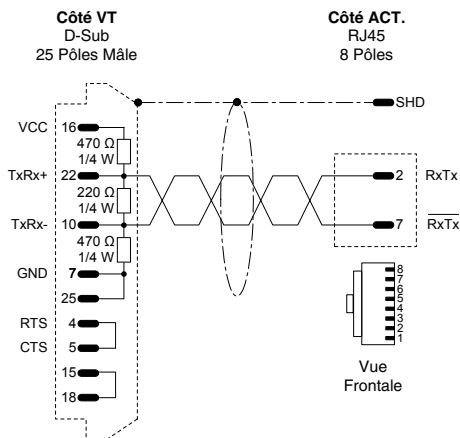 Côté VT
D-Sub
25 Pôles Mâle
Côté ACT.
RJ45
8 Pôles
SHD
VCC 16
470 Ω
1/4 W
TxRx+ 22
220 Ω
1/4 W
TxRx- 10
470 Ω
1/4 W
GND 7
25
RTS 4
CTS 5
15
18
2 RxTx
7 RxTx
8
7
6
5
4
3
2
1
Vue
Frontale